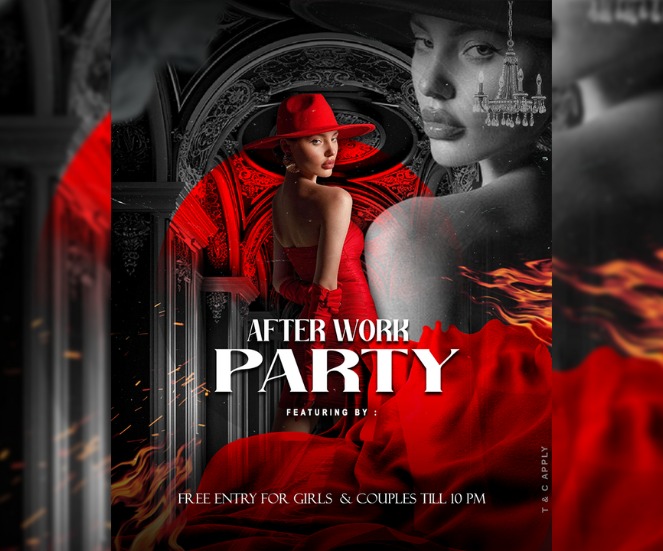 AFTER WORK
PARTY
FEATURING BY :
FREE ENTRY FOR GIRLS & COUPLES TILL 10 PM
T & C APPLY